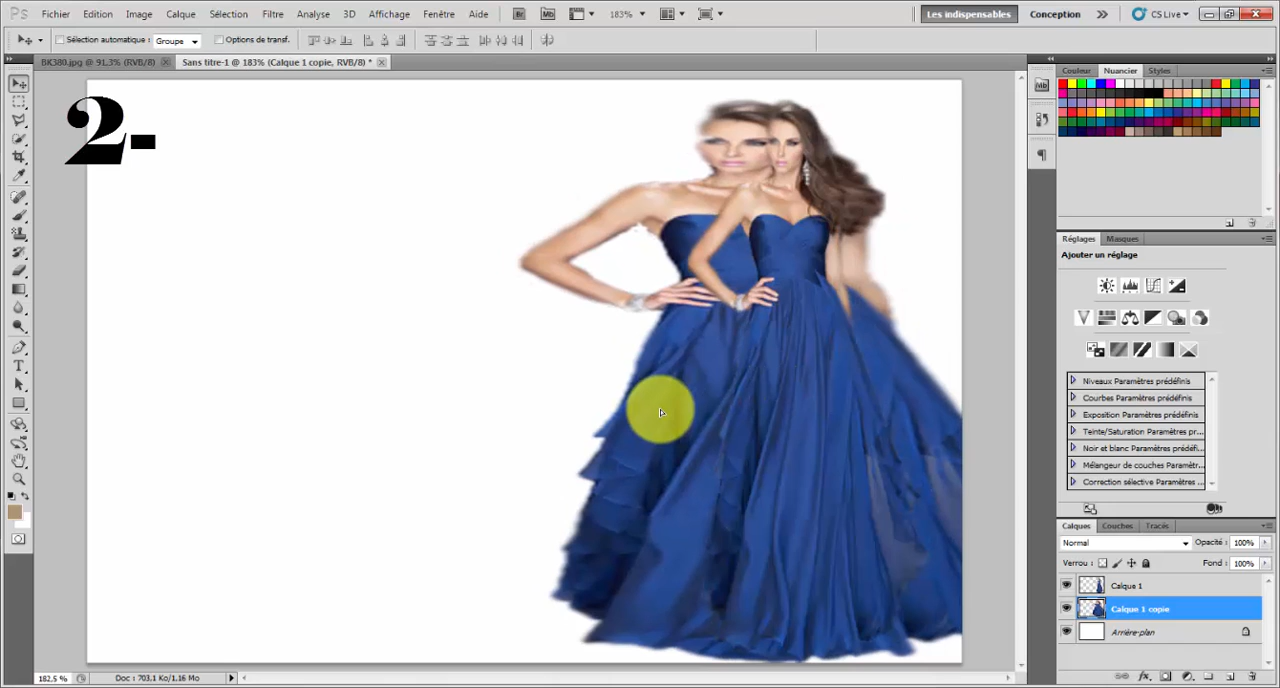 Ps Fichier Edition Image Calque Sélection Filtre Analyse 3D Affichage Fenêtre Aide Br Mb 183% Les indispensables Conception CS Live
Sélection automatique : Groupe Options de transf.
BK380.jpg @ 91,3% (RVB/8) Sans titre-1 @ 183% (Calque 1 copie, RVB/8) *
2-
Couleur Nuancier Styles
Mb
Réglages Masques
Ajouter un réglage
Niveaux Paramètres prédéfinis
Courbes Paramètres prédéfinis
Exposition Paramètres prédéfinis
Teinte/Saturation Paramètres pr...
Noir et blanc Paramètres prédéfi...
Mélangeur de couches Paramètr...
Correction sélective Paramètres ...
Calques Couches Tracés
Normal Opacité : 100%
Verrou : Fond : 100%
Calque 1
Calque 1 copie
Arrière-plan
182,5 % Doc : 703,1 Ko/1,16 Mo